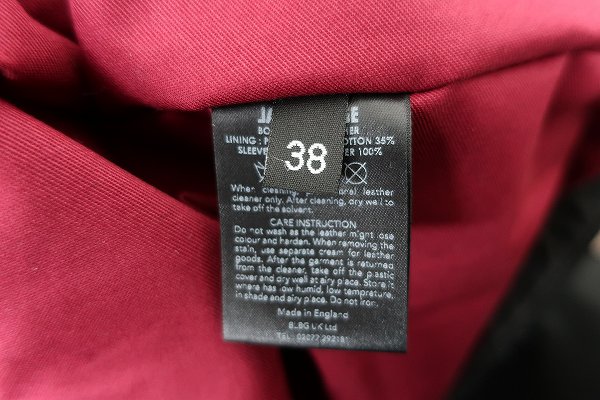 38
OTTON 35%
SLEEVE 100%
When cleaning, leather
cleaner only. After cleaning, dry well to
take off the solvent.
CARE INSTRUCTION
Do not wash as the leather might lose
colour and harden. When removing the
stain, use separate cream for leather
goods. After the garment is returned
from the cleaner, take off the plastic
cover and dry well at airy place. Store it
where has low humid, low temprature,
in shade and airy place. Do not iron.
Made in England
BLBG UK Ltd